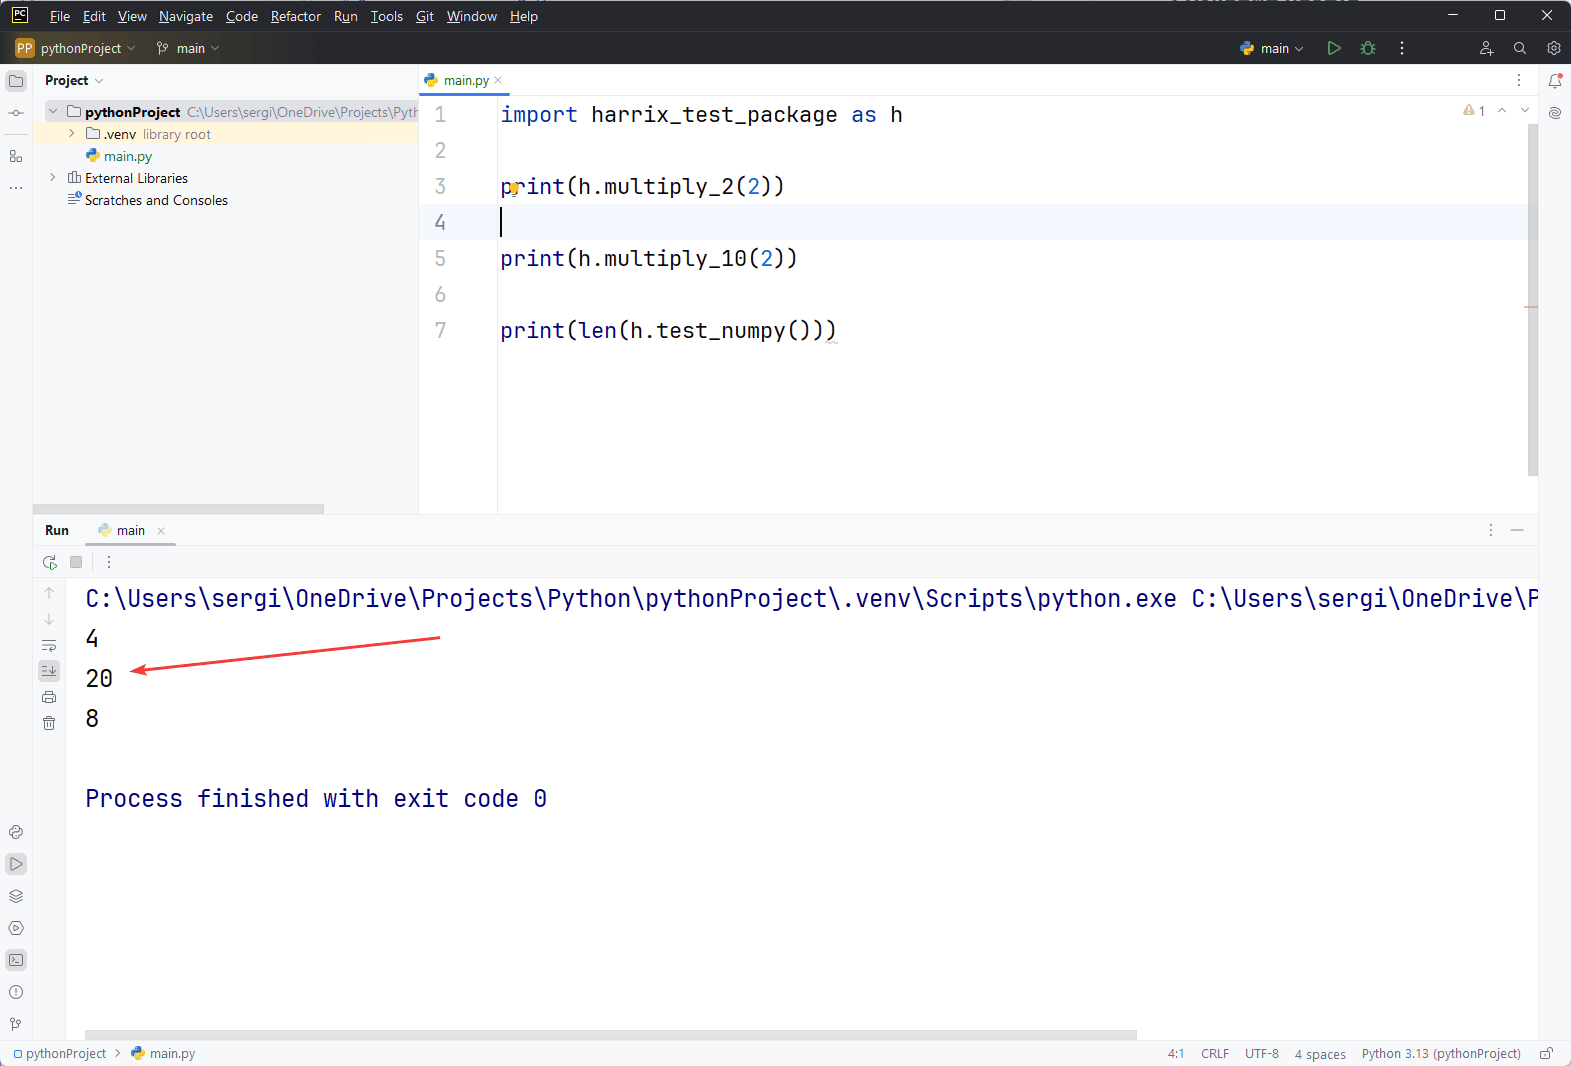 PC File Edit View Navigate Code Refactor Run Tools Git Window Help
PP pythonProject main main
Project
main.py
pythonProject C:\Users\sergi\OneDrive\Projects\Pyth
.venv library root
main.py
External Libraries
Scratches and Consoles
1 import harrix_test_package as h
1
2
3 print(h.multiply_2(2))
4
5 print(h.multiply_10(2))
6
7 print(len(h.test_numpy()))
Run main
C:\Users\sergi\OneDrive\Projects\Python\pythonProject\.venv\Scripts\python.exe C:\Users\sergi\OneDrive\P
4
20
8
Process finished with exit code 0
pythonProject > main.py 4:1 CRLF UTF-8 4 spaces Python 3.13 (pythonProject)